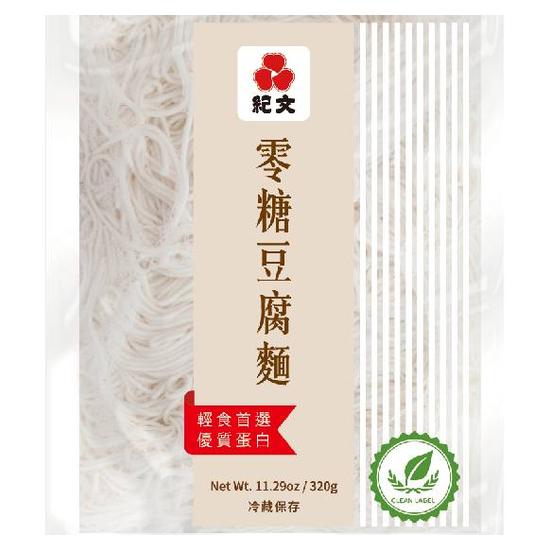 紀文
零糖豆腐麵
輕食首選
優質蛋白
Net Wt. 11.29oz / 320g
冷藏保存
CLEAN LABEL